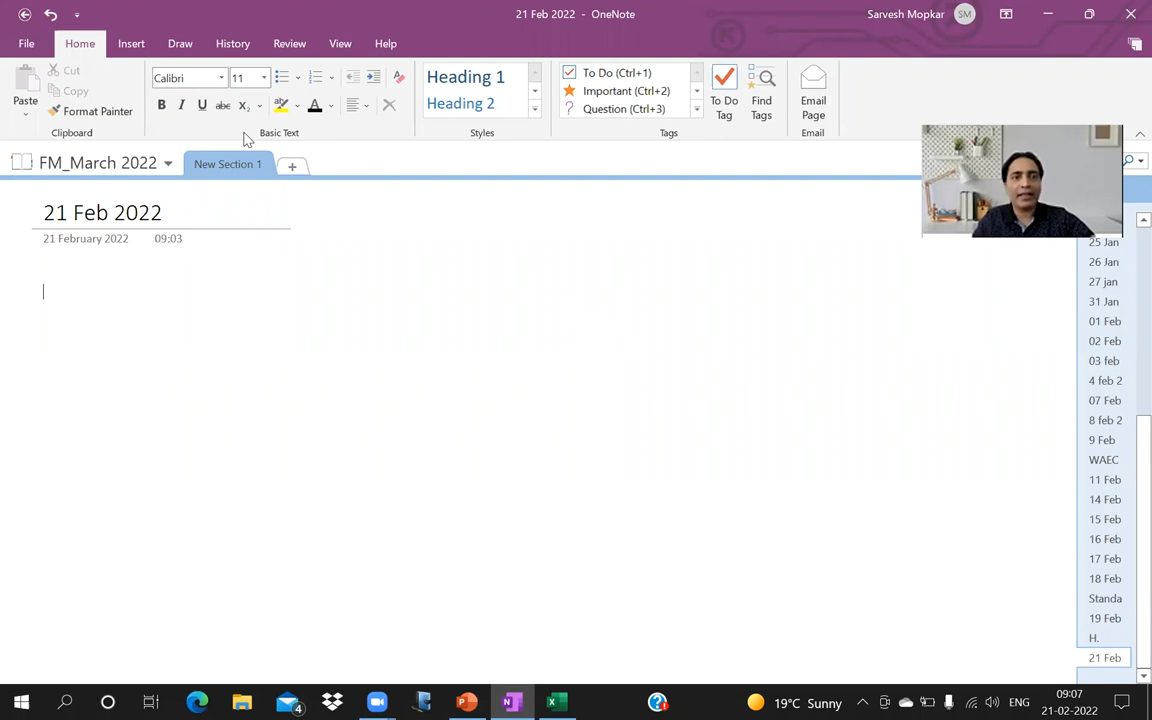 21 Feb 2022 - OneNote
Sarvesh Mopkar
SM
File
Home
Insert
Draw
History
Review
View
Help
Paste
Cut
Copy
Format Painter
Clipboard
Calibri
11
Basic Text
Heading 1
Heading 2
Styles
To Do (Ctrl+1)
Important (Ctrl+2)
Question (Ctrl+3)
To Do
Tag
Find
Tags
Tags
Email
Page
Email
FM_March 2022
New Section 1
21 Feb 2022
21 February 2022 09:03
25 Jan
26 Jan
27 jan
31 Jan
01 Feb
02 Feb
03 feb
4 feb 2
07 Feb
8 feb 2
9 Feb
WAEC
11 Feb
14 Feb
15 Feb
16 Feb
17 Feb
18 Feb
Standa
19 Feb
H.
21 Feb
4
19°C Sunny
ENG
09:07
21-02-2022